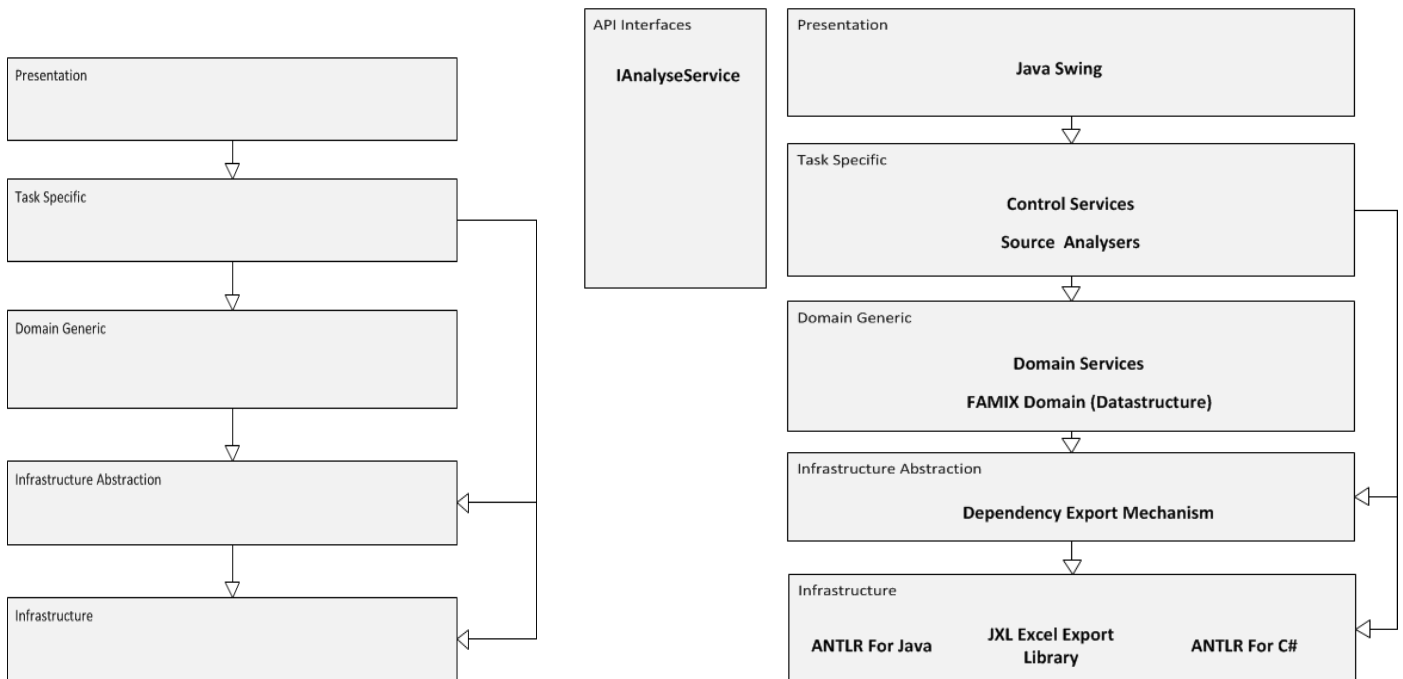 Presentation
Task Specific
Domain Generic
Infrastructure Abstraction
Infrastructure
API Interfaces
IAnalyseService
Presentation
Java Swing
Task Specific
Control Services
Source Analysers
Domain Generic
Domain Services
FAMIX Domain (Datastructure)
Infrastructure Abstraction
Dependency Export Mechanism
Infrastructure
ANTLR For Java
JXL Excel Export
Library
ANTLR For C#